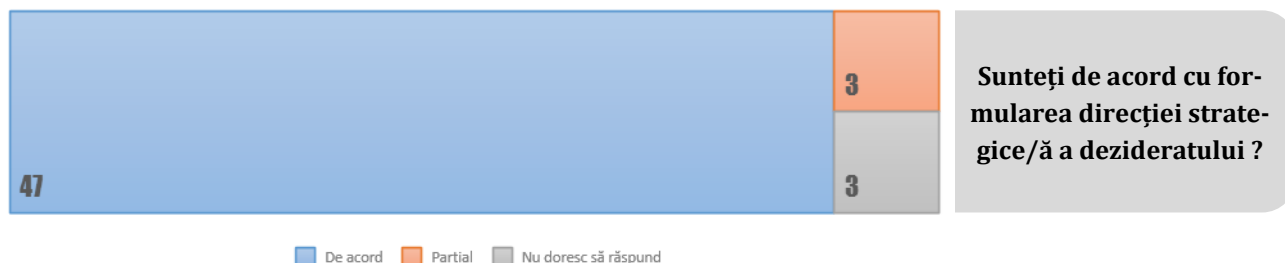 47
3
3
Sunteți de acord cu for-
mularea direcției strate-
gice/ă a dezideratului ?
De acord Partial Nu doresc să răspund